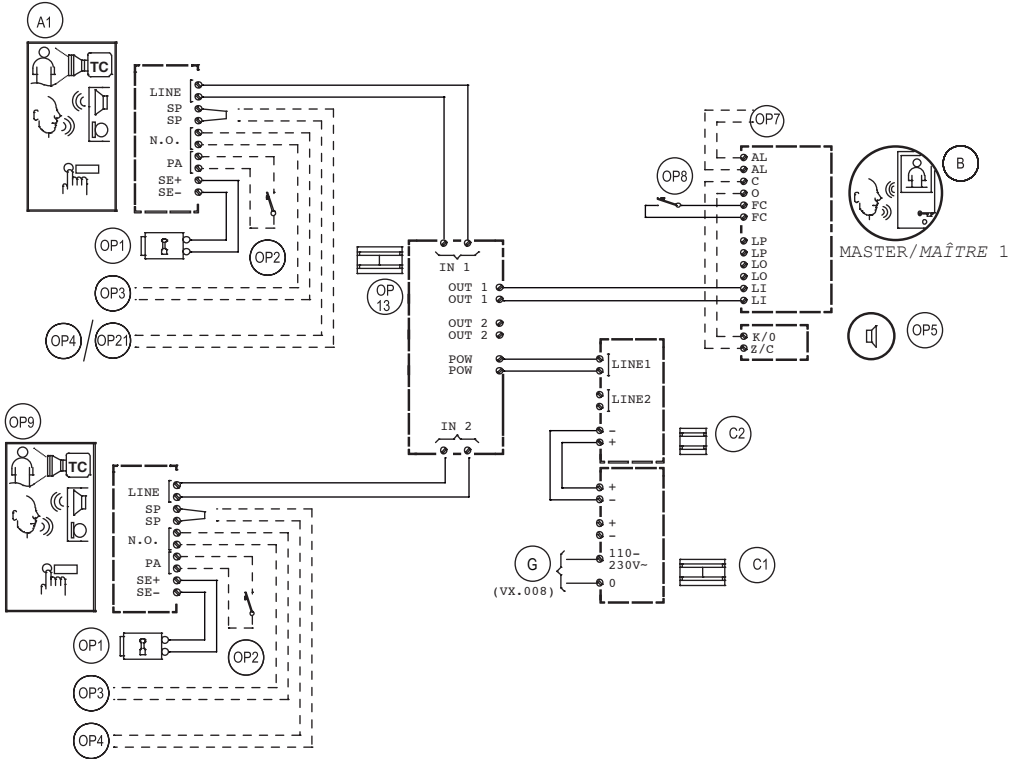 A1
TC
LINE
SP
SP
N.O.
PA
SE+
SE-
OP1
OP2
OP3
OP4 / OP21
OP9
TC
LINE
SP
SP
N.O.
PA
SE+
SE-
OP1
OP2
OP3
OP4
OP
13
IN 1
OUT 1
OUT 1
OUT 2
OUT 2
POW
POW
IN 2
LINE1
LINE2
-
+
C2
+
-
+
-
110-
230V~
0
G
(VX.008)
C1
OP7
OP8
AL
AL
C
O
FC
FC
LP
LP
LO
LO
LI
LI
K/0
Z/C
B
MASTER/MAÎTRE 1
OP5